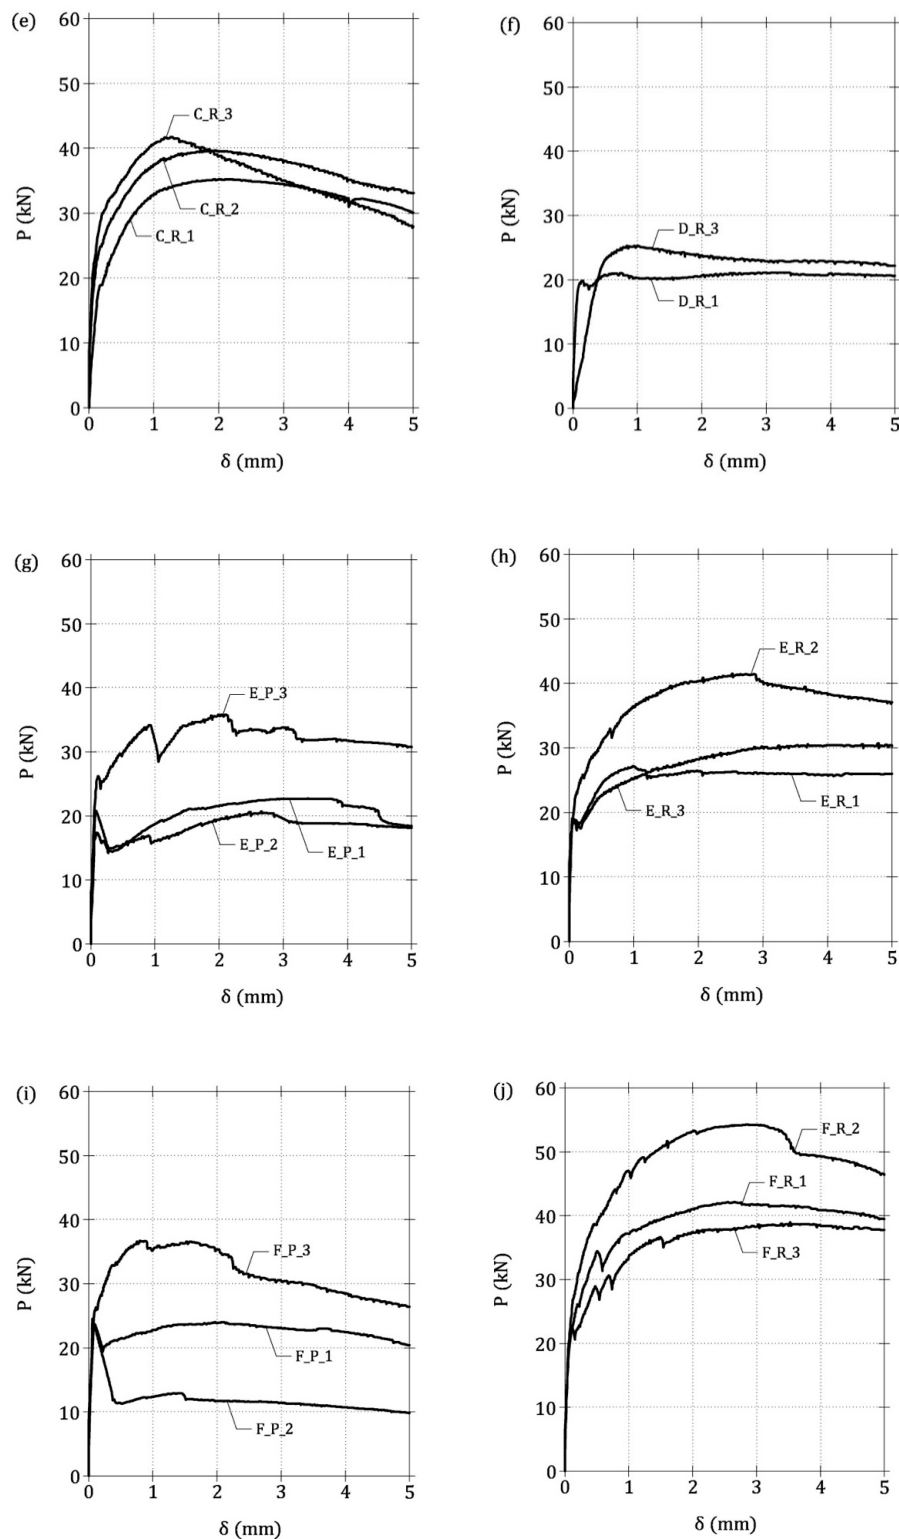 (e)
60
50
40
30
20
10
0
P (kN)
C_R_3
C_R_2
C_R_1
0 1 2 3 4 5
δ (mm)
(f)
60
50
40
30
20
10
0
P (kN)
D_R_3
D_R_1
0 1 2 3 4 5
δ (mm)
(g)
60
50
40
30
20
10
0
P (kN)
E_P_3
E_P_2
E_P_1
0 1 2 3 4 5
δ (mm)
(h)
60
50
40
30
20
10
0
P (kN)
E_R_2
E_R_3
E_R_1
0 1 2 3 4 5
δ (mm)
(i)
60
50
40
30
20
10
0
P (kN)
F_P_3
F_P_1
F_P_2
0 1 2 3 4 5
δ (mm)
(j)
60
50
40
30
20
10
0
P (kN)
F_R_2
F_R_1
F_R_3
0 1 2 3 4 5
δ (mm)